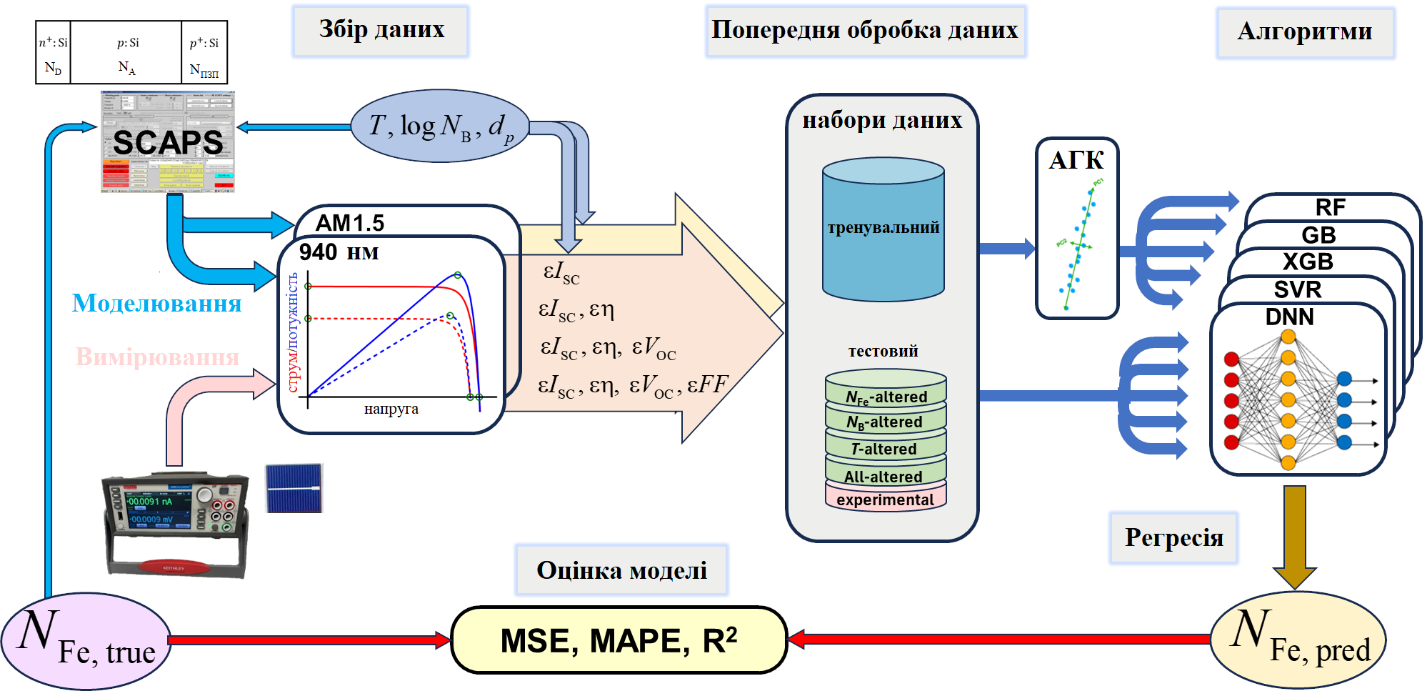 Збір даних
Попередня обробка даних
Алгоритми
n⁺: Si
p: Si
p⁺: Si
N_D
N_A
N_ПЗП
SCAPS
T, log N_B, d_p
набори даних
тренувальний
тестовий
N_Fe-altered
N_B-altered
T-altered
All-altered
experimental
АГК
PC1
PC2
RF
GB
XGB
SVR
DNN
AM1.5
940 нм
струм/потужність
напруга
εI_SC
εI_SC, εη
εI_SC, εη, εV_OC
εI_SC, εη, εV_OC, εFF
Моделювання
Вимірювання
-00.0091 nA
-00.0009 mV
KEITHLEY
Регресія
Оцінка моделі
N_Fe, true
MSE, MAPE, R²
N_Fe, pred